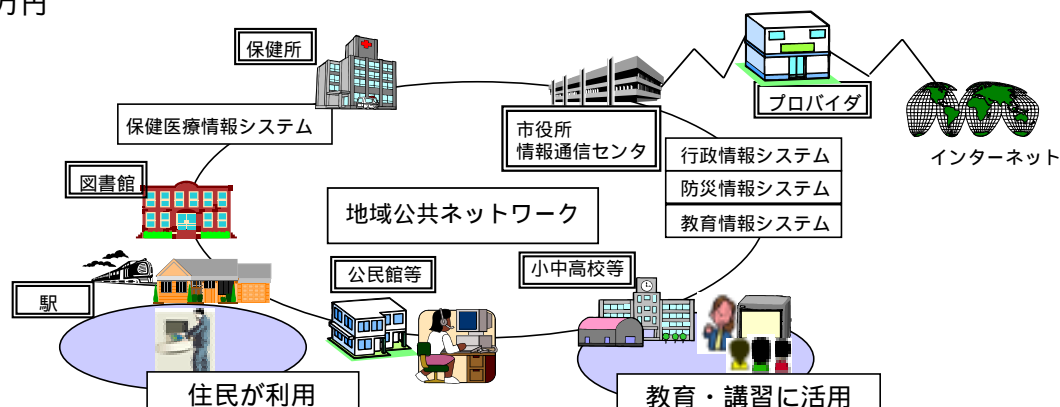 万円
保健所
プロバイダ
市役所
情報通信センタ
保健医療情報システム
行政情報システム
インターネット
図書館
防災情報システム
地域公共ネットワーク
教育情報システム
公民館等
小中高校等
駅
住民が利用
教育・講習に活用